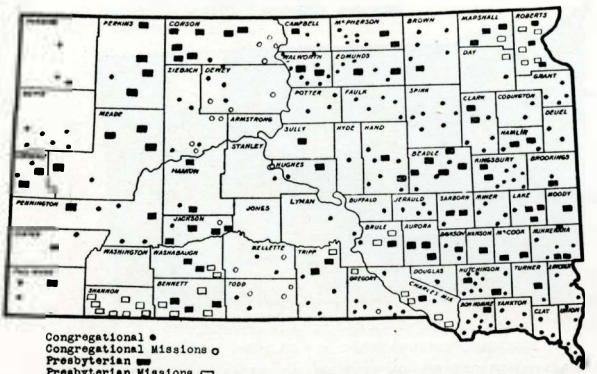 PERKINS
CORSON
CAMPBELL
McPHERSON
BROWN
MARSHALL
ROBERTS
WALWORTH
EDMUNDS
DAY
ZIEBACH
DEWEY
GRANT
POTTER
FAULK
SPINK
CLARK
CODINGTON
MEADE
ARMSTRONG
DEUEL
SULLY
HYDE
HAND
HAMLIN
STANLEY
BEADLE
KINGSBURY
BROOKINGS
HUGHES
HAAKON
PENNINGTON
JONES
LYMAN
BUFFALO
JERAULD
SANBORN
MINER
LAKE
MOODY
JACKSON
BRULE
AURORA
HANSON
McCOOK
MINNEHAHA
WASHINGTON
WASHABAUGH
MELLETTE
TRIPP
DOUGLAS
HUTCHINSON
TURNER
LINCOLN
GREGORY
CHARLES MIX
SHANNON
BENNETT
TODD
BON HOMME
YANKTON
CLAY
UNION
Congregational •
Congregational Missions o
Presbyterian
Presbyterian Missions